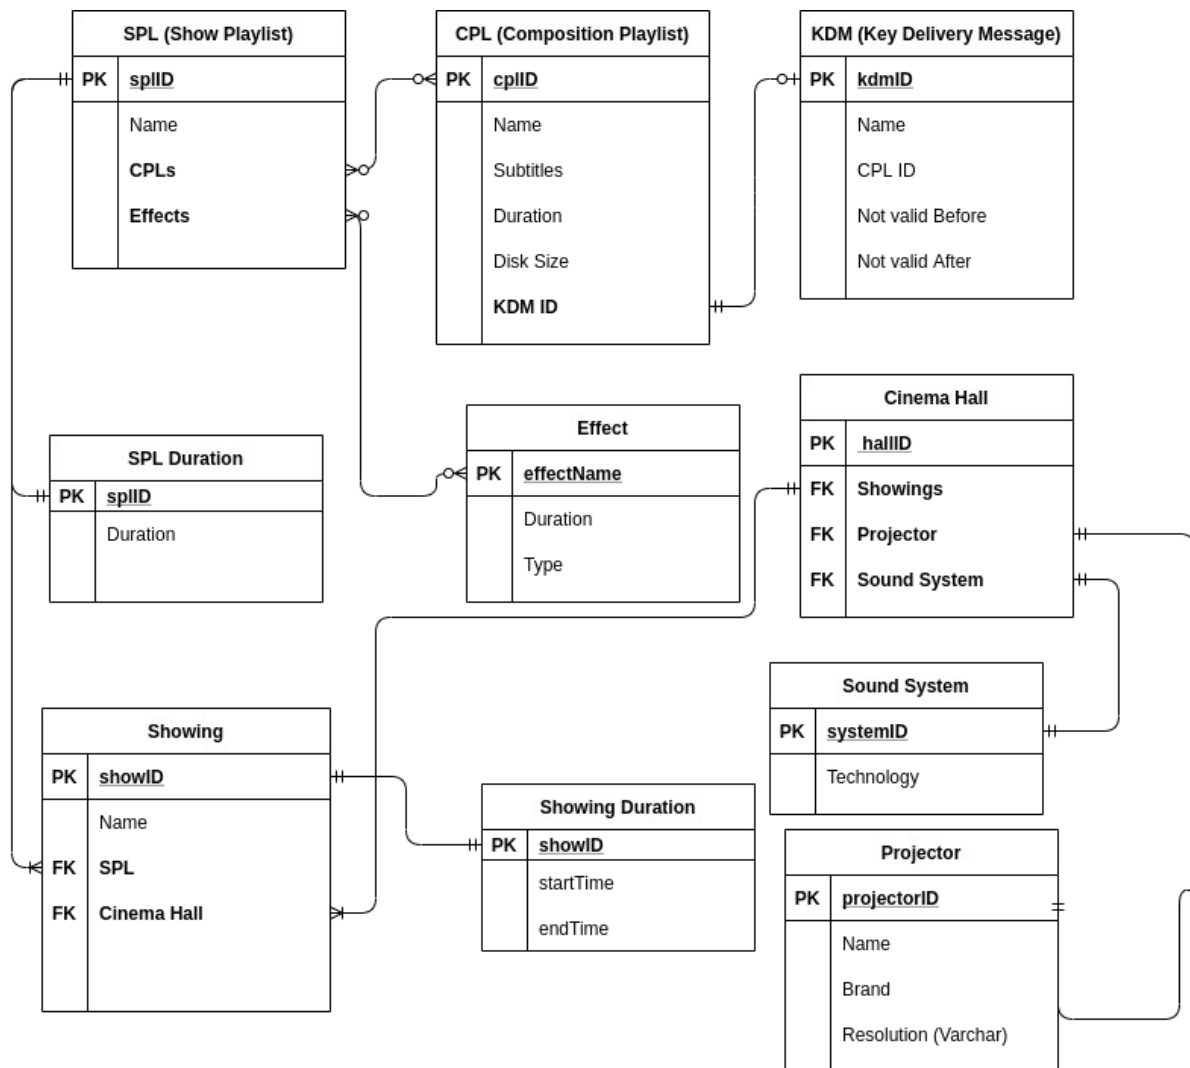 SPL (Show Playlist)
PK splID
Name
CPLs
Effects
CPL (Composition Playlist)
PK cplID
Name
Subtitles
Duration
Disk Size
KDM ID
KDM (Key Delivery Message)
PK kdmID
Name
CPL ID
Not valid Before
Not valid After
SPL Duration
PK splID
Duration
Effect
PK effectName
Duration
Type
Cinema Hall
PK hallID
FK Showings
FK Projector
FK Sound System
Sound System
PK systemID
Technology
Showing
PK showID
Name
FK SPL
FK Cinema Hall
Showing Duration
PK showID
startTime
endTime
Projector
PK projectorID
Name
Brand
Resolution (Varchar)